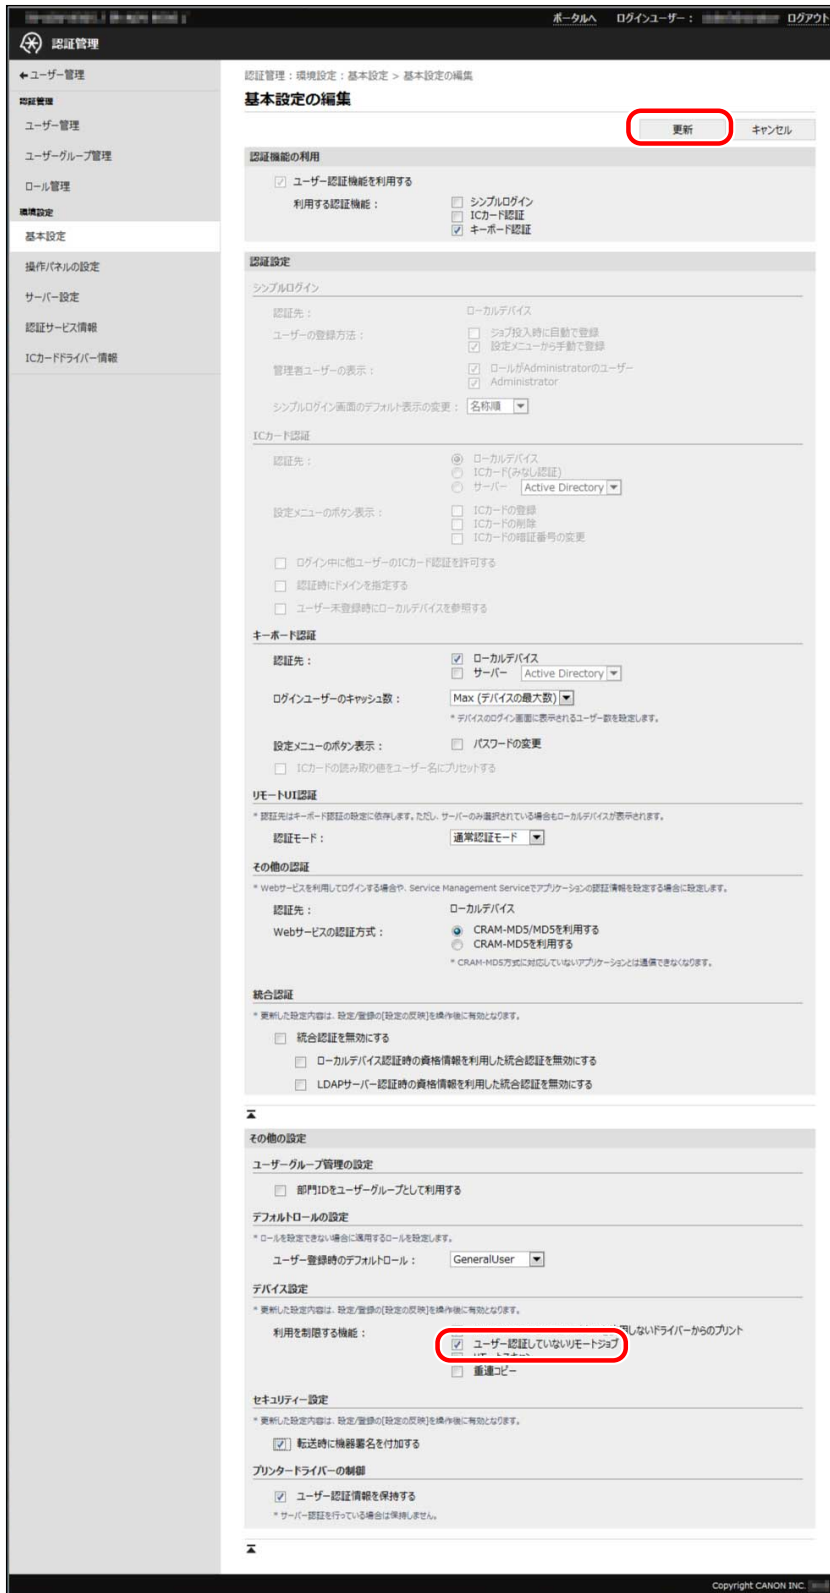 ポータルへ ログインユーザー： ログアウト
認証管理
ユーザー管理
認証管理：環境設定：基本設定 > 基本設定の編集
認証管理
基本設定の編集
ユーザー管理
更新 キャンセル
ユーザーグループ管理
認証機能の利用
ロール管理
ユーザー認証機能を利用する
環境設定
利用する認証機能： シンプルログイン
ICカード認証
キーボード認証
基本設定
操作パネルの設定
認証設定
サーバー設定
シンプルログイン
認証サービス情報
認証先： ローカルデバイス
ICカードドライバー情報
ユーザーの登録方法： ジョブ投入時に自動で登録
設定メニューから手動で登録
管理者ユーザーの表示： ロールがAdministratorのユーザー
Administrator
シンプルログイン画面のデフォルト表示の変更： 名称順
ICカード認証
認証先： ローカルデバイス
ICカード(みなし認証)
サーバー Active Directory
設定メニューのボタン表示： ICカードの登録
ICカードの削除
ICカードの暗証番号の変更
ログイン中に他ユーザーのICカード認証を許可する
認証時にドメインを指定する
ユーザー未登録時にローカルデバイスを参照する
キーボード認証
認証先： ローカルデバイス
サーバー Active Directory
ログインユーザーのキャッシュ数： Max (デバイスの最大数)
* デバイスのログイン画面に表示されるユーザー数を設定します。
設定メニューのボタン表示： パスワードの変更
ICカードの読み取り値をユーザー名にプリセットする
リモートUI認証
* 認証先はキーボード認証の設定に依存します。ただし、サーバーのみ選択されている場合もローカルデバイスが表示されます。
認証モード： 通常認証モード
その他の認証
* Webサービスを利用してログインする場合や、Service Management Serviceでアプリケーションの認証情報を設定する場合に設定します。
認証先： ローカルデバイス
Webサービスの認証方式： CRAM-MD5/MD5を利用する
CRAM-MD5を利用する
* CRAM-MD5方式に対応していないアプリケーションとは通信できなくなります。
統合認証
* 更新した設定内容は、設定/登録の[設定の反映]を操作後に有効となります。
統合認証を無効にする
ローカルデバイス認証時の資格情報を利用した統合認証を無効にする
LDAPサーバー認証時の資格情報を利用した統合認証を無効にする
その他の設定
ユーザーグループ管理の設定
部門IDをユーザーグループとして利用する
デフォルトロールの設定
* ロールを設定できない場合に適用するロールを設定します。
ユーザー登録時のデフォルトロール： GeneralUser
デバイス設定
* 更新した設定内容は、設定/登録の[設定の反映]を操作後に有効となります。
利用を制限する機能： 用しないドライバーからのプリント
ユーザー認証していないリモートジョブ
重連コピー
セキュリティー設定
* 更新した設定内容は、設定/登録の[設定の反映]を操作後に有効となります。
転送時に機器署名を付加する
プリンタードライバーの制御
ユーザー認証情報を保持する
* サーバー認証を行っている場合は保持しません。
Copyright CANON INC.